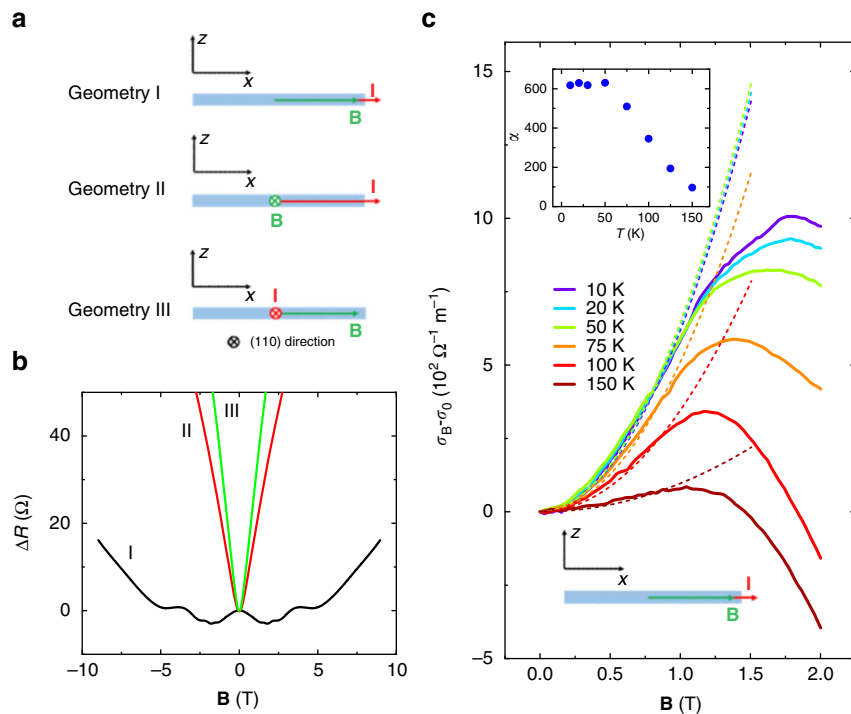 a
z
x
Geometry I
I
B
z
x
Geometry II
I
B
z
x
Geometry III
I
B
⊗ (110) direction
b
ΔR (Ω)
40
20
0
I
II
III
−10
−5
0
5
10
B (T)
c
σB-σ0 (10² Ω⁻¹ m⁻¹)
15
10
5
0
−5
α
600
400
200
0
0
50
100
150
T (K)
10 K
20 K
50 K
75 K
100 K
150 K
z
x
I
B
0.0
0.5
1.0
1.5
2.0
B (T)